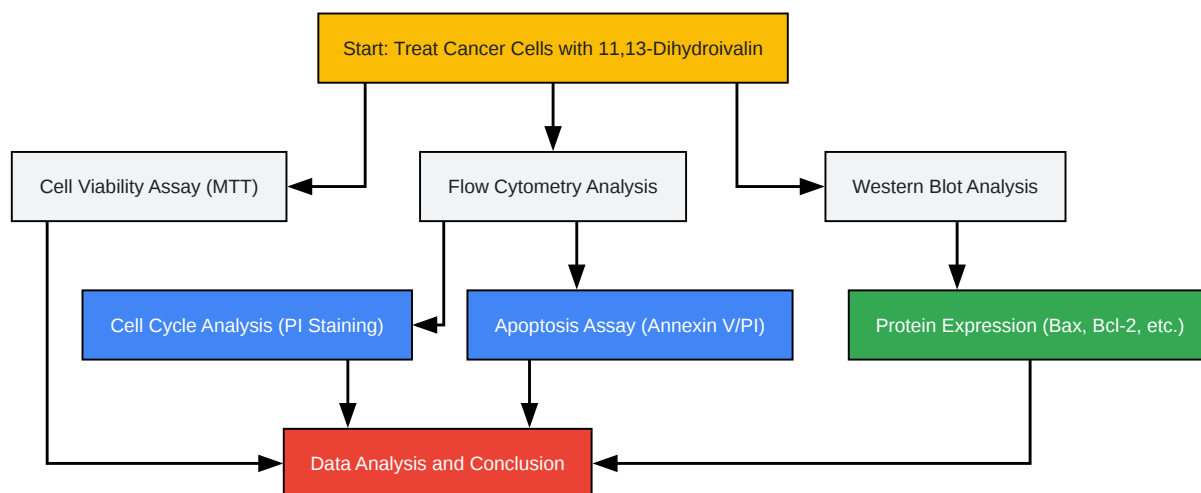 Start: Treat Cancer Cells with 11,13-Dihydroivalin
Cell Viability Assay (MTT)
Flow Cytometry Analysis
Western Blot Analysis
Cell Cycle Analysis (PI Staining)
Apoptosis Assay (Annexin V/PI)
Protein Expression (Bax, Bcl-2, etc.)
Data Analysis and Conclusion